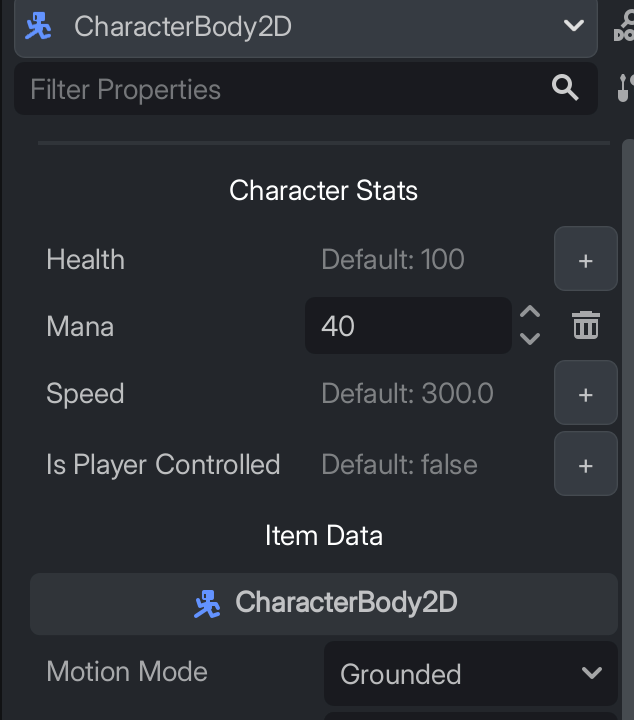 CharacterBody2D
Filter Properties
Character Stats
Health Default: 100 +
Mana 40
Speed Default: 300.0 +
Is Player Controlled Default: false +
Item Data
CharacterBody2D
Motion Mode Grounded